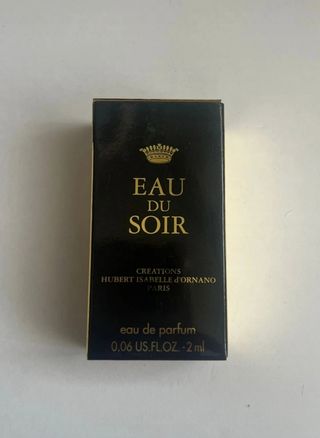 EAU
DU
SOIR
CREATIONS
HUBERT ISABELLE d'ORNANO
PARIS
eau de parfum
0,06 US.FL.OZ. - 2 ml